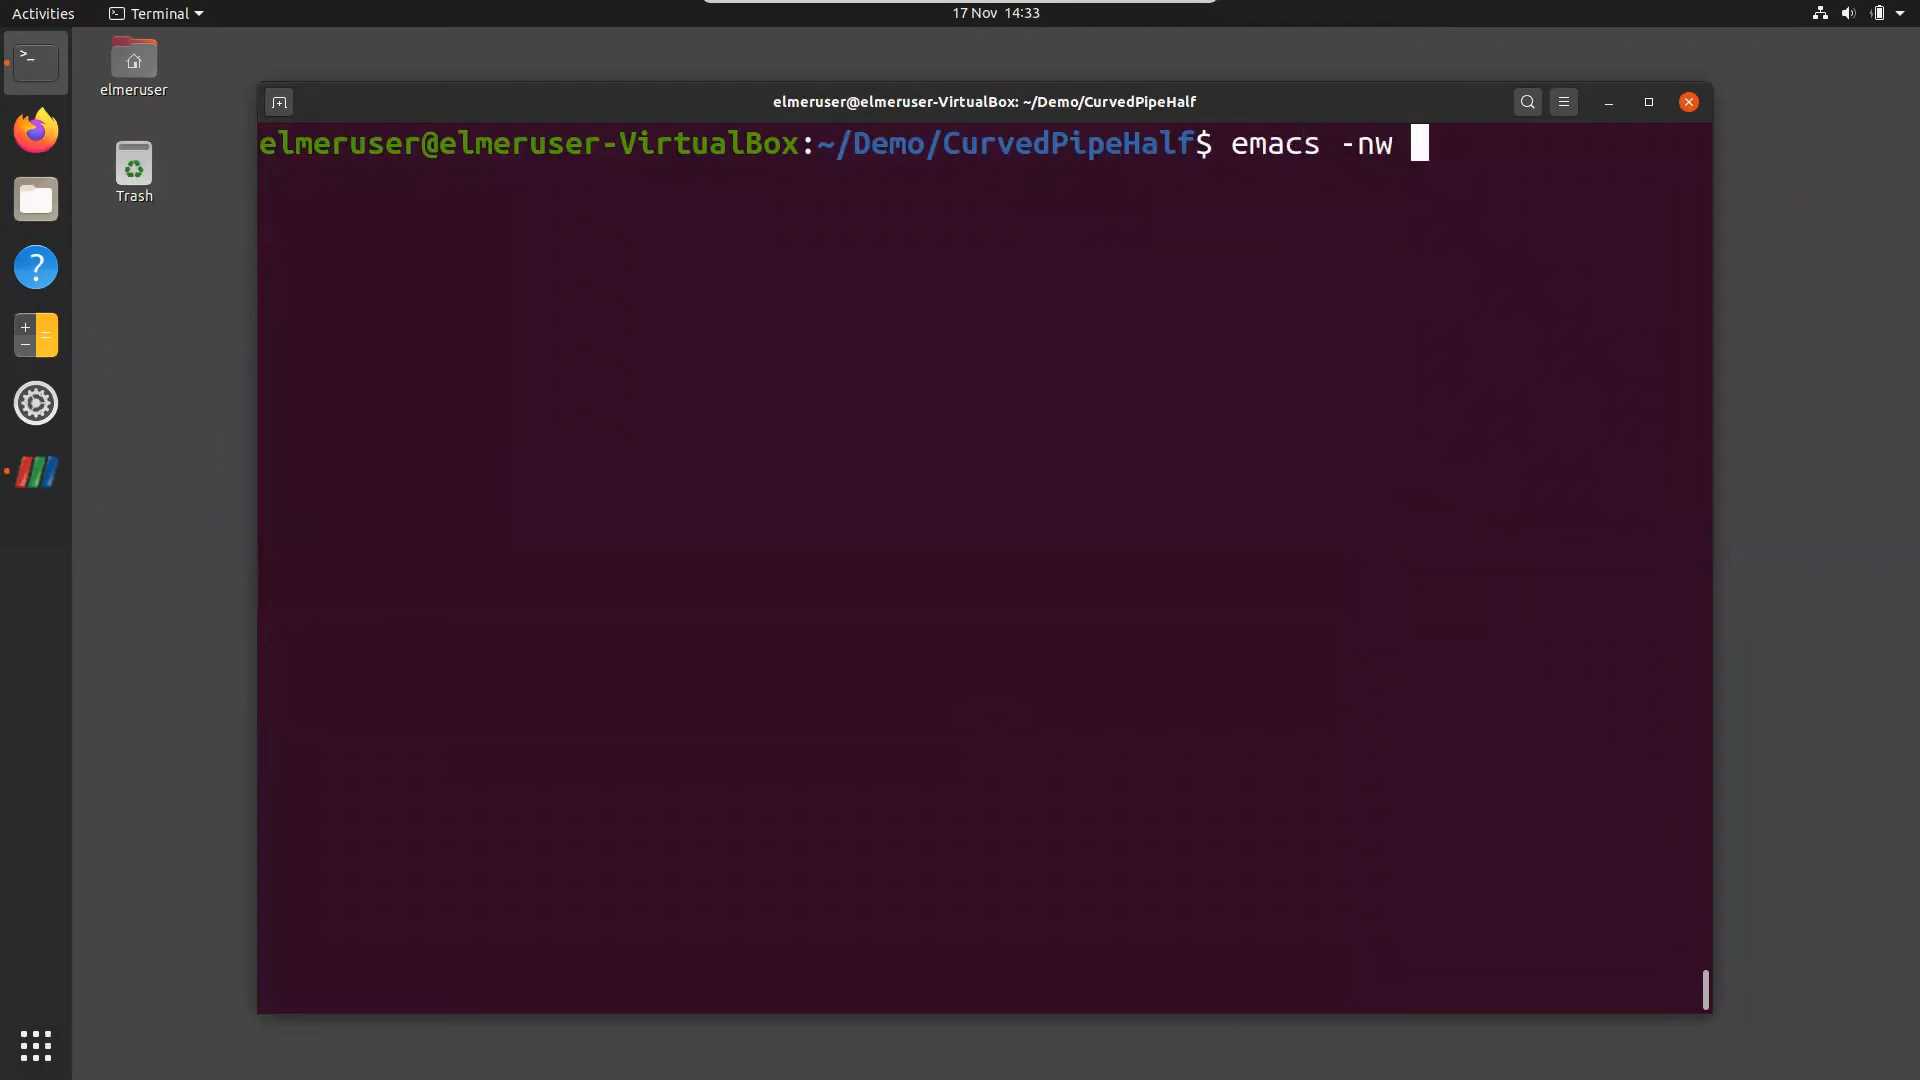 Activities
Terminal
17 Nov 14:33
elmeruser
Trash
elmeruser@elmeruser-VirtualBox: ~/Demo/CurvedPipeHalf
elmeruser@elmeruser-VirtualBox:~/Demo/CurvedPipeHalf$ emacs -nw